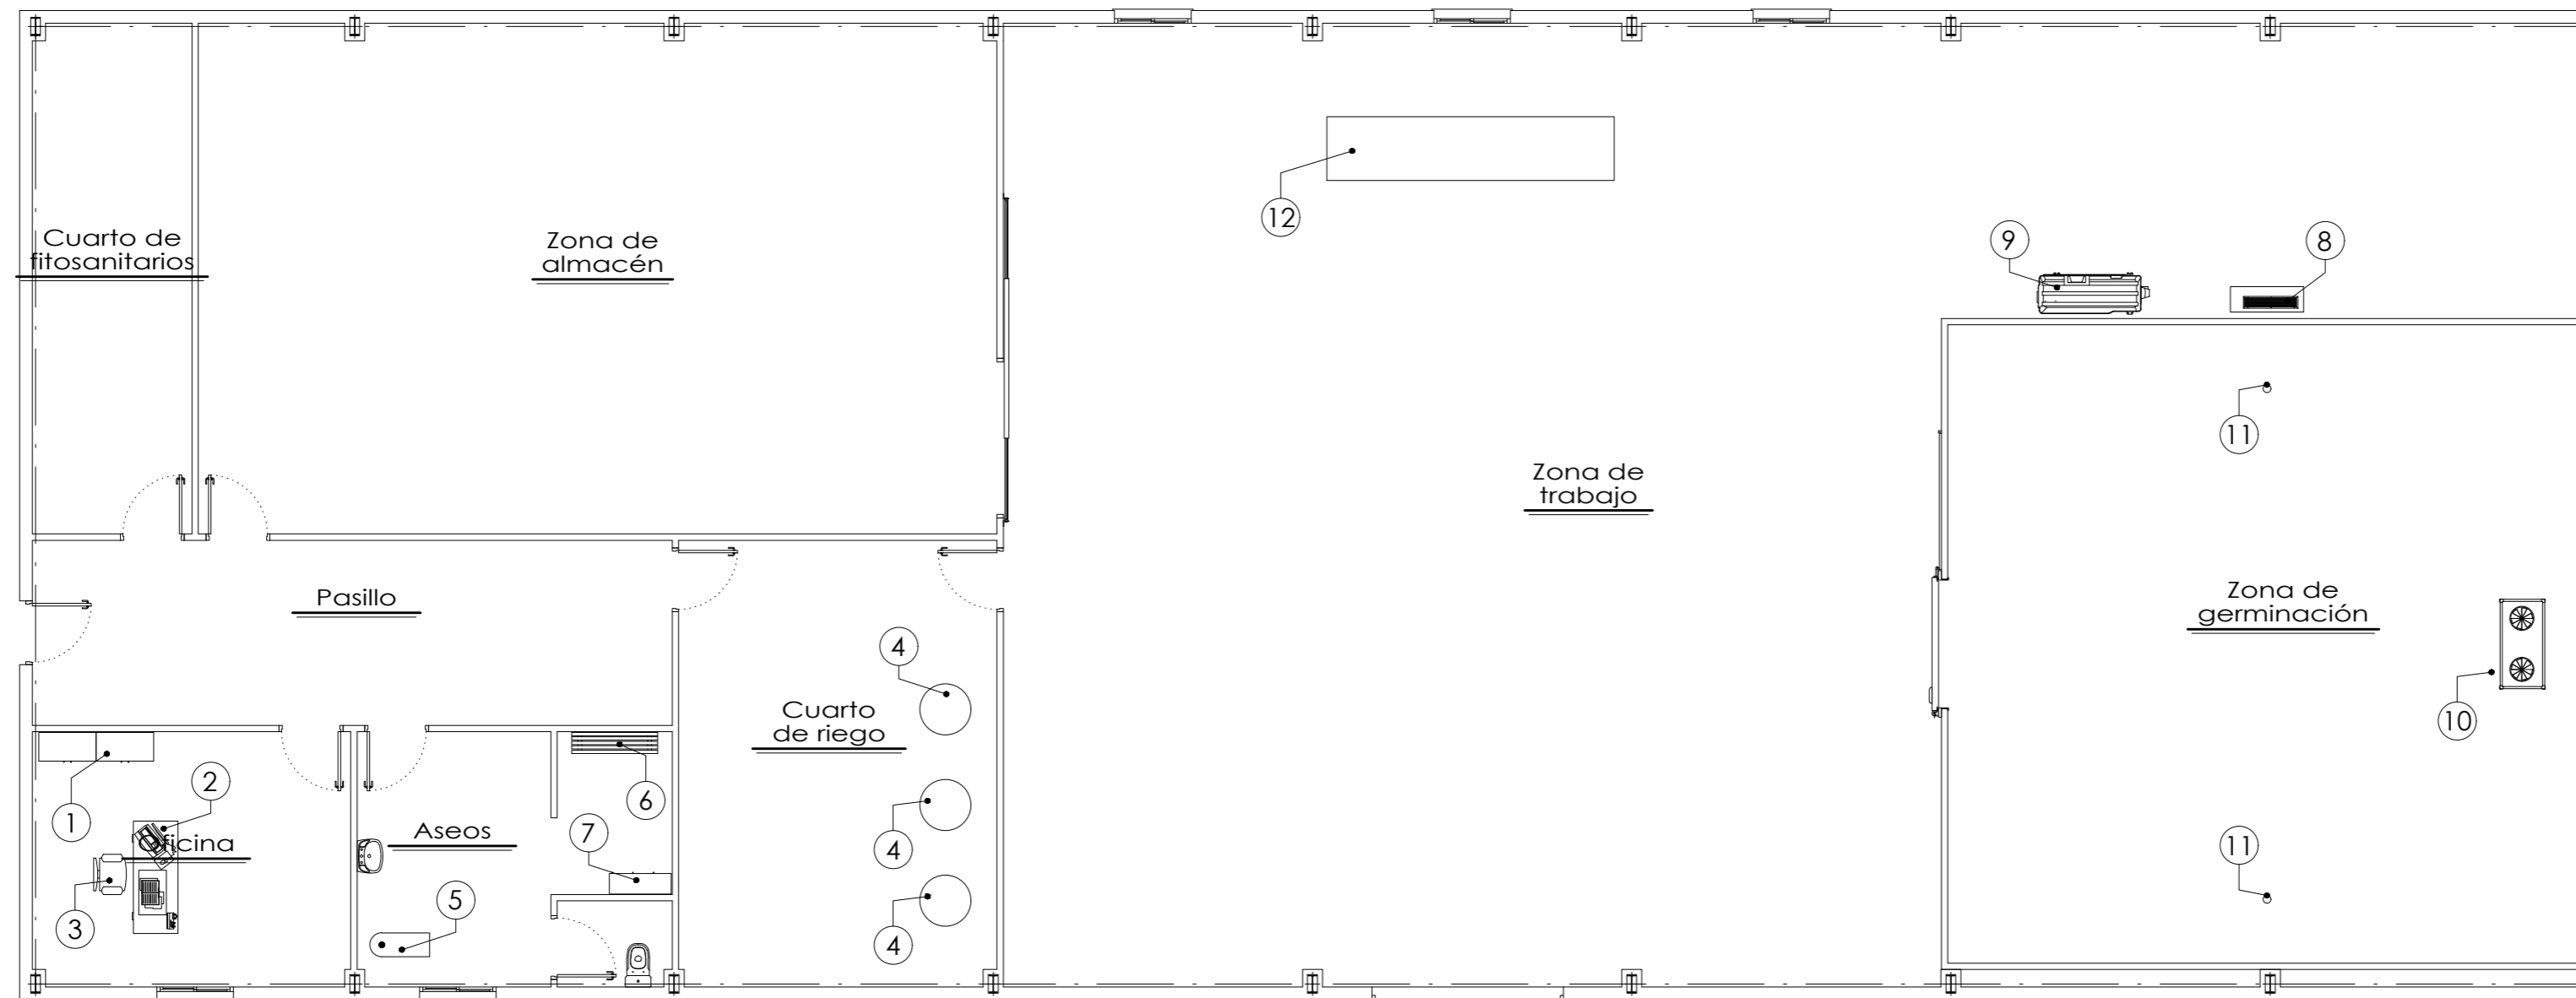 Cuarto de
fitosanitarios
Zona de
almacén
12
9
8
11
Zona de
trabajo
Pasillo
Zona de
germinación
4
10
Cuarto
de riego
2
1
6
Oficina
Aseos
7
4
11
3
5
4